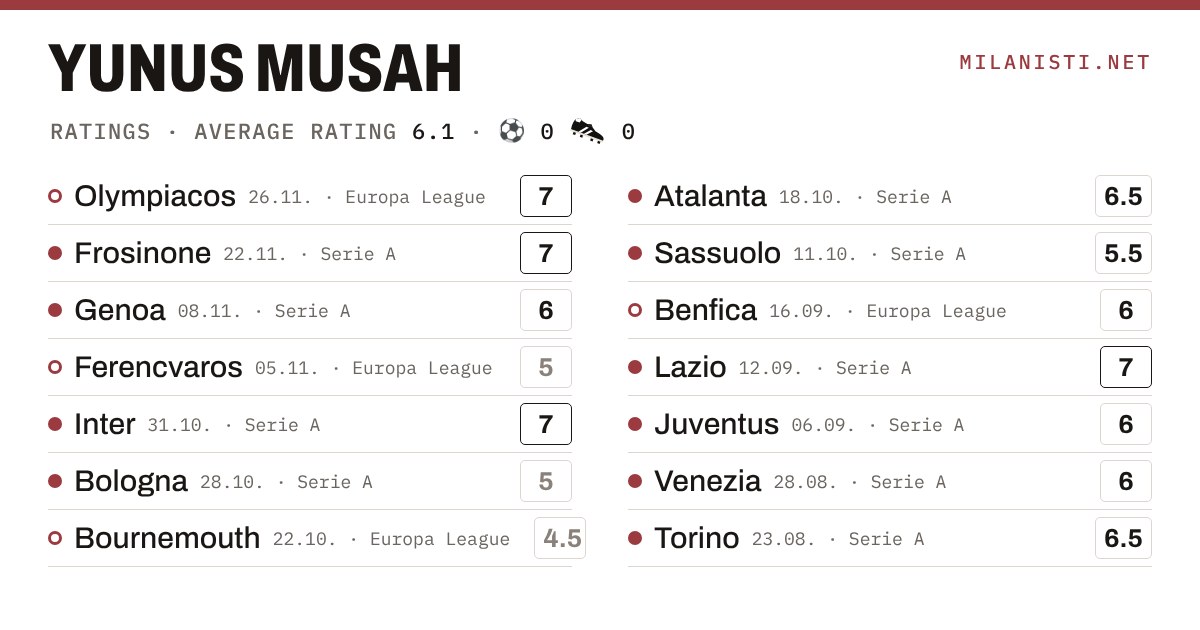 YUNUS MUSAH
MILANISTI.NET
RATINGS · AVERAGE RATING 6.1 · ⚽ 0 👟 0
Olympiacos 26.11. · Europa League 7
Frosinone 22.11. · Serie A 7
Genoa 08.11. · Serie A 6
Ferencvaros 05.11. · Europa League 5
Inter 31.10. · Serie A 7
Bologna 28.10. · Serie A 5
Bournemouth 22.10. · Europa League 4.5
Atalanta 18.10. · Serie A 6.5
Sassuolo 11.10. · Serie A 5.5
Benfica 16.09. · Europa League 6
Lazio 12.09. · Serie A 7
Juventus 06.09. · Serie A 6
Venezia 28.08. · Serie A 6
Torino 23.08. · Serie A 6.5